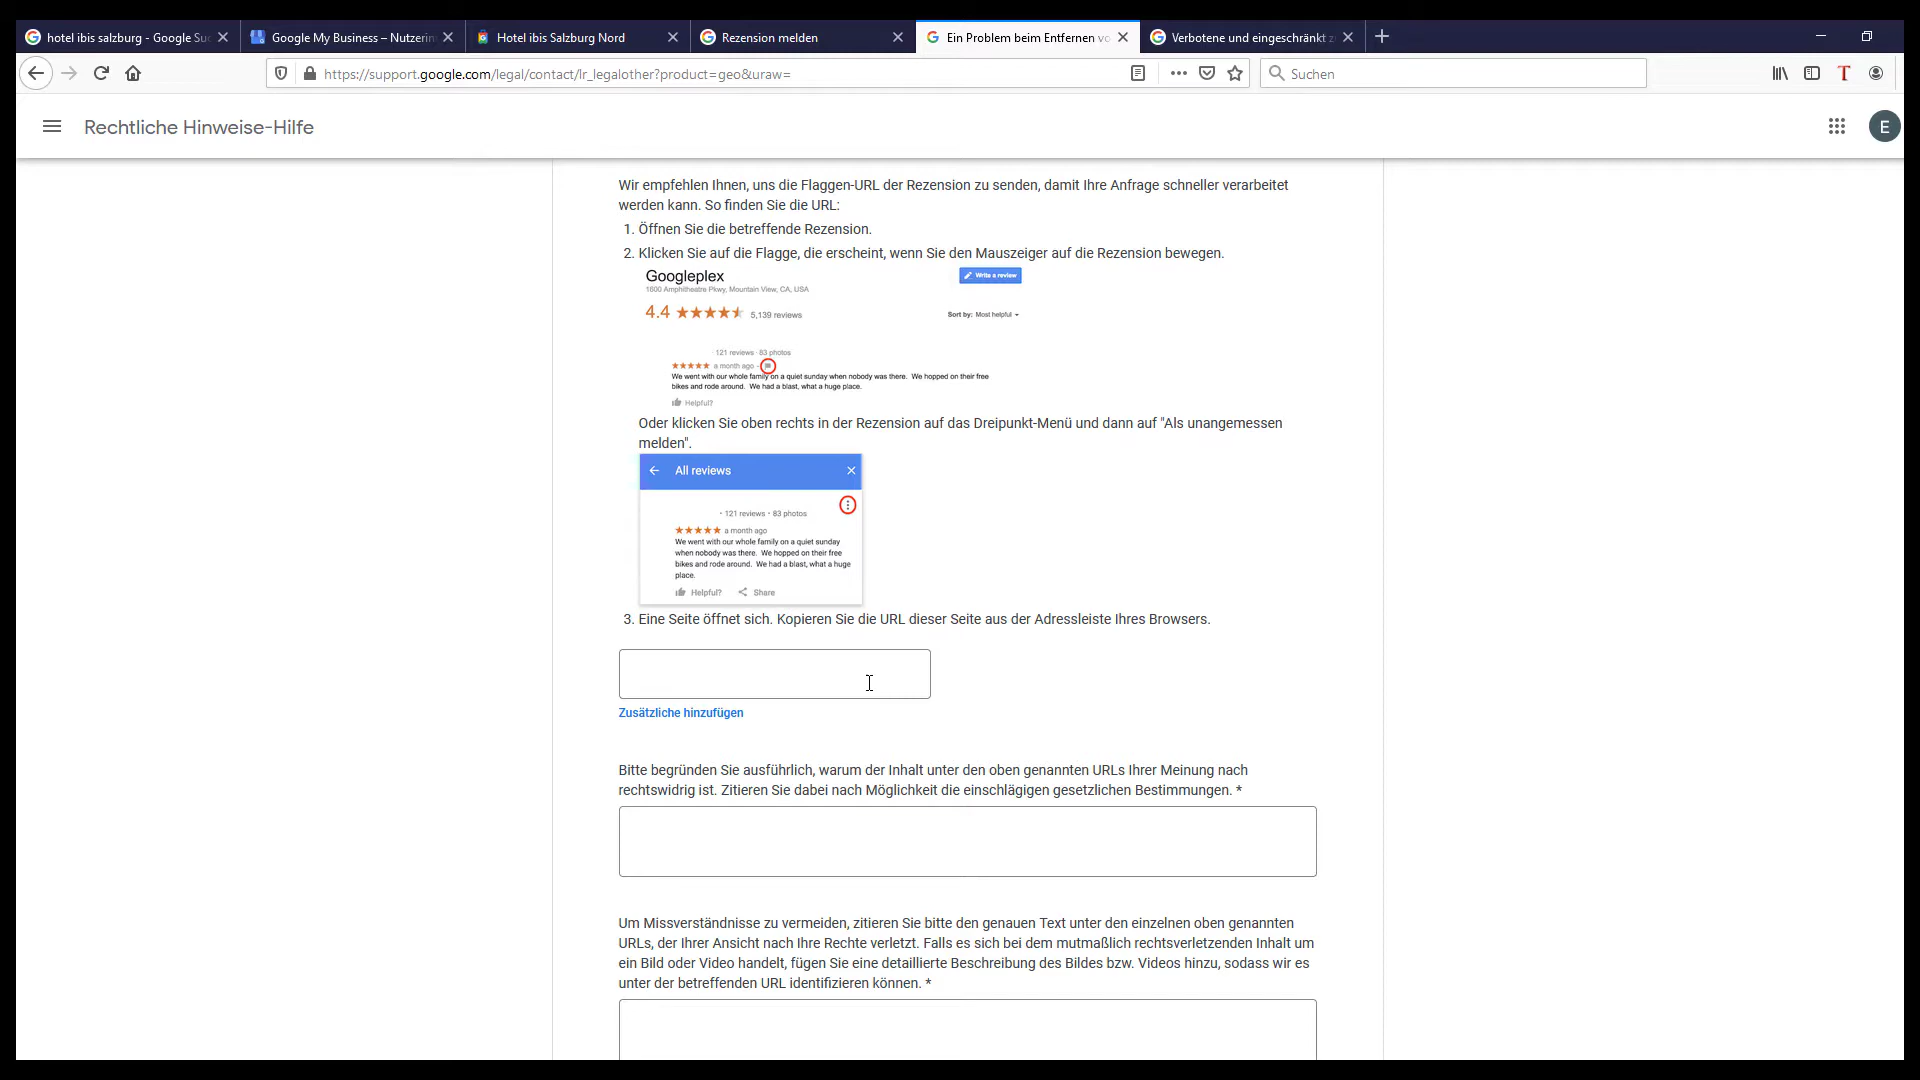 hotel ibis salzburg - Google Su
Google My Business – Nutzerin
Hotel ibis Salzburg Nord
Rezension melden
Ein Problem beim Entfernen vo
Verbotene und eingeschränkt z
https://support.google.com/legal/contact/lr_legalother?product=geo&uraw=
Suchen
Rechtliche Hinweise-Hilfe
E
Wir empfehlen Ihnen, uns die Flaggen-URL der Rezension zu senden, damit Ihre Anfrage schneller verarbeitet
werden kann. So finden Sie die URL:
1. Öffnen Sie die betreffende Rezension.
2. Klicken Sie auf die Flagge, die erscheint, wenn Sie den Mauszeiger auf die Rezension bewegen.
Googleplex
Write a review
1600 Amphitheatre Pkwy, Mountain View, CA, USA
4.4 ★★★★★ 5,139 reviews
Sort by: Most helpful
121 reviews · 83 photos
★★★★★ a month ago
We went with our whole family on a quiet sunday when nobody was there. We hopped on their free
bikes and rode around. We had a blast, what a huge place.
Helpful?
Oder klicken Sie oben rechts in der Rezension auf das Dreipunkt-Menü und dann auf "Als unangemessen
melden".
All reviews
• 121 reviews • 83 photos
★★★★★ a month ago
We went with our whole family on a quiet sunday
when nobody was there. We hopped on their free
bikes and rode around. We had a blast, what a huge
place.
Helpful? Share
3. Eine Seite öffnet sich. Kopieren Sie die URL dieser Seite aus der Adressleiste Ihres Browsers.
Zusätzliche hinzufügen
Bitte begründen Sie ausführlich, warum der Inhalt unter den oben genannten URLs Ihrer Meinung nach
rechtswidrig ist. Zitieren Sie dabei nach Möglichkeit die einschlägigen gesetzlichen Bestimmungen. *
Um Missverständnisse zu vermeiden, zitieren Sie bitte den genauen Text unter den einzelnen oben genannten
URLs, der Ihrer Ansicht nach Ihre Rechte verletzt. Falls es sich bei dem mutmaßlich rechtsverletzenden Inhalt um
ein Bild oder Video handelt, fügen Sie eine detaillierte Beschreibung des Bildes bzw. Videos hinzu, sodass wir es
unter der betreffenden URL identifizieren können. *